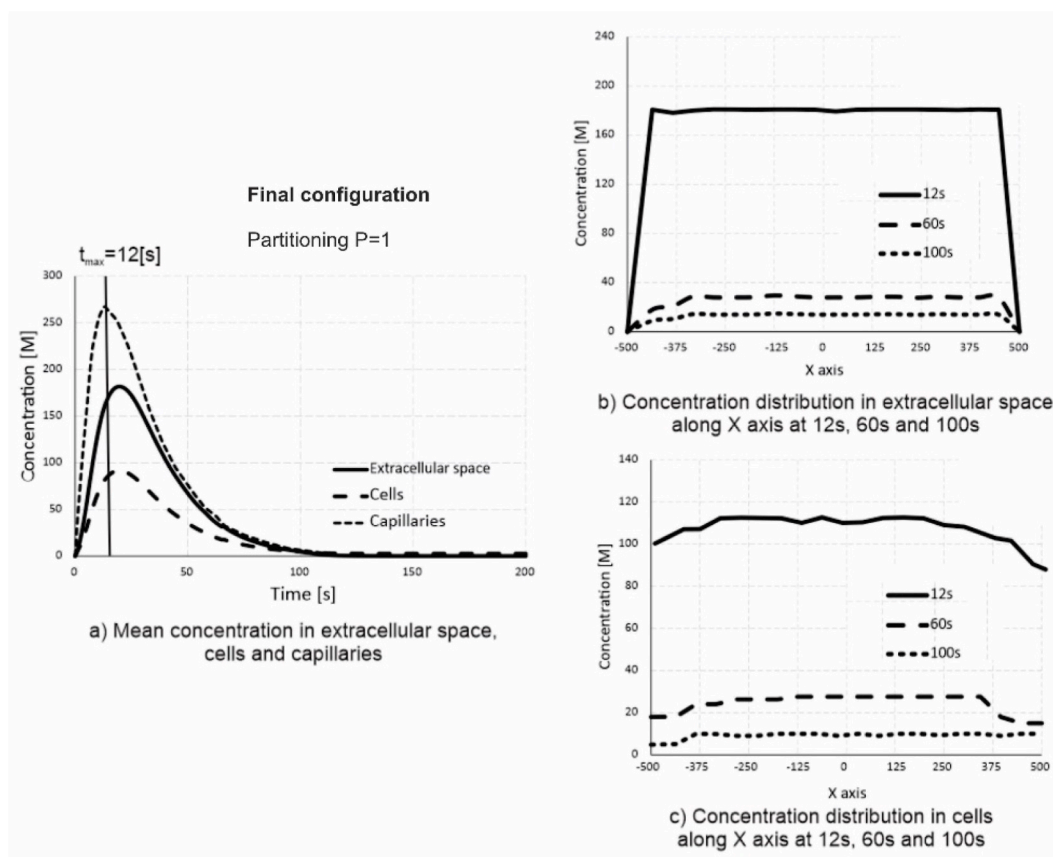 Final configuration
Partitioning P=1
tmax=12[s]
300
250
200
150
100
50
0
Concentration [M]
0 50 100 150 200
Time [s]
Extracellular space
Cells
Capillaries
a) Mean concentration in extracellular space,
cells and capillaries
240
200
160
120
80
40
0
Concentration [M]
12s
60s
100s
-500 -375 -250 -125 0 125 250 375 500
X axis
b) Concentration distribution in extracellular space
along X axis at 12s, 60s and 100s
140
120
100
80
60
40
20
0
Concentration [M]
12s
60s
100s
-500 -375 -250 -125 0 125 250 375 500
X axis
c) Concentration distribution in cells
along X axis at 12s, 60s and 100s